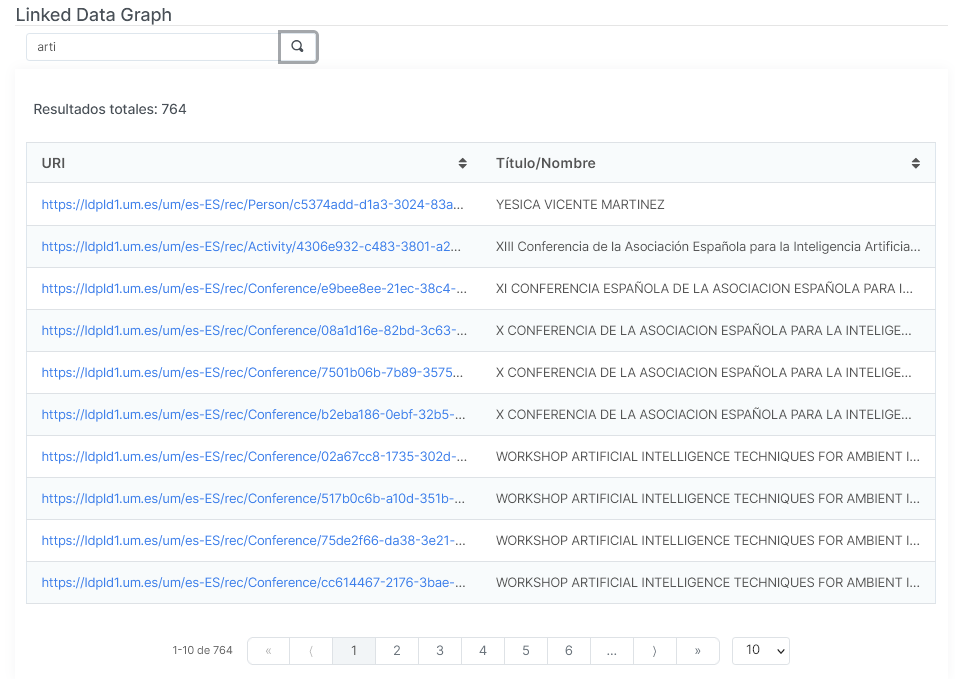 Linked Data Graph
arti
Resultados totales: 764
URI Título/Nombre
https://ldpld1.um.es/um/es-ES/rec/Person/c5374add-d1a3-3024-83a... YESICA VICENTE MARTINEZ
https://ldpld1.um.es/um/es-ES/rec/Activity/4306e932-c483-3801-a2... XIII Conferencia de la Asociación Española para la Inteligencia Artificia...
https://ldpld1.um.es/um/es-ES/rec/Conference/e9bee8ee-21ec-38c4-... XI CONFERENCIA ESPAÑOLA DE LA ASOCIACION ESPAÑOLA PARA I...
https://ldpld1.um.es/um/es-ES/rec/Conference/08a1d16e-82bd-3c63-... X CONFERENCIA DE LA ASOCIACION ESPAÑOLA PARA LA INTELIGE...
https://ldpld1.um.es/um/es-ES/rec/Conference/7501b06b-7b89-3575... X CONFERENCIA DE LA ASOCIACION ESPAÑOLA PARA LA INTELIGE...
https://ldpld1.um.es/um/es-ES/rec/Conference/b2eba186-0ebf-32b5-... X CONFERENCIA DE LA ASOCIACION ESPAÑOLA PARA LA INTELIGE...
https://ldpld1.um.es/um/es-ES/rec/Conference/02a67cc8-1735-302d-... WORKSHOP ARTIFICIAL INTELLIGENCE TECHNIQUES FOR AMBIENT I...
https://ldpld1.um.es/um/es-ES/rec/Conference/517b0c6b-a10d-351b-... WORKSHOP ARTIFICIAL INTELLIGENCE TECHNIQUES FOR AMBIENT I...
https://ldpld1.um.es/um/es-ES/rec/Conference/75de2f66-da38-3e21-... WORKSHOP ARTIFICIAL INTELLIGENCE TECHNIQUES FOR AMBIENT I...
https://ldpld1.um.es/um/es-ES/rec/Conference/cc614467-2176-3bae-... WORKSHOP ARTIFICIAL INTELLIGENCE TECHNIQUES FOR AMBIENT I...
1-10 de 764 « ⟨ 1 2 3 4 5 6 ... ⟩ » 10